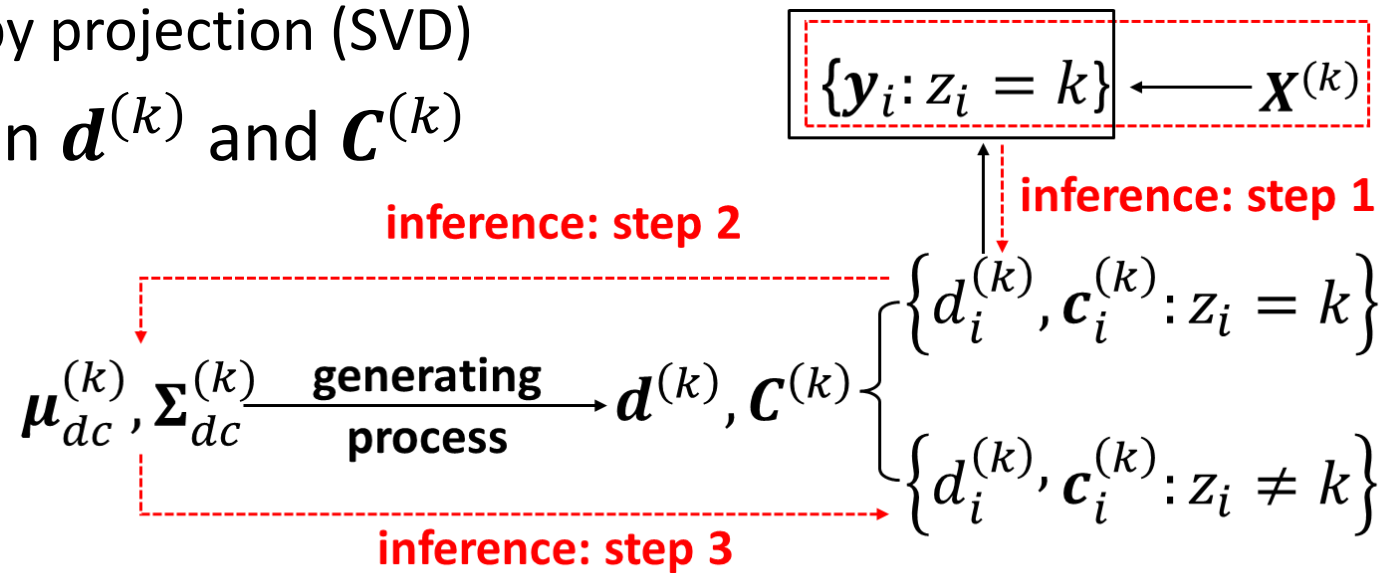 by projection (SVD)
n 𝒅^(k) and 𝑪^(k)
{𝒚_i: z_i = k} ← 𝑿^(k)
inference: step 1
inference: step 2
{d_i^(k), 𝒄_i^(k): z_i = k}
𝝁_dc^(k), 𝚺_dc^(k) generating process → 𝒅^(k), 𝑪^(k)
{d_i^(k), 𝒄_i^(k): z_i ≠ k}
inference: step 3